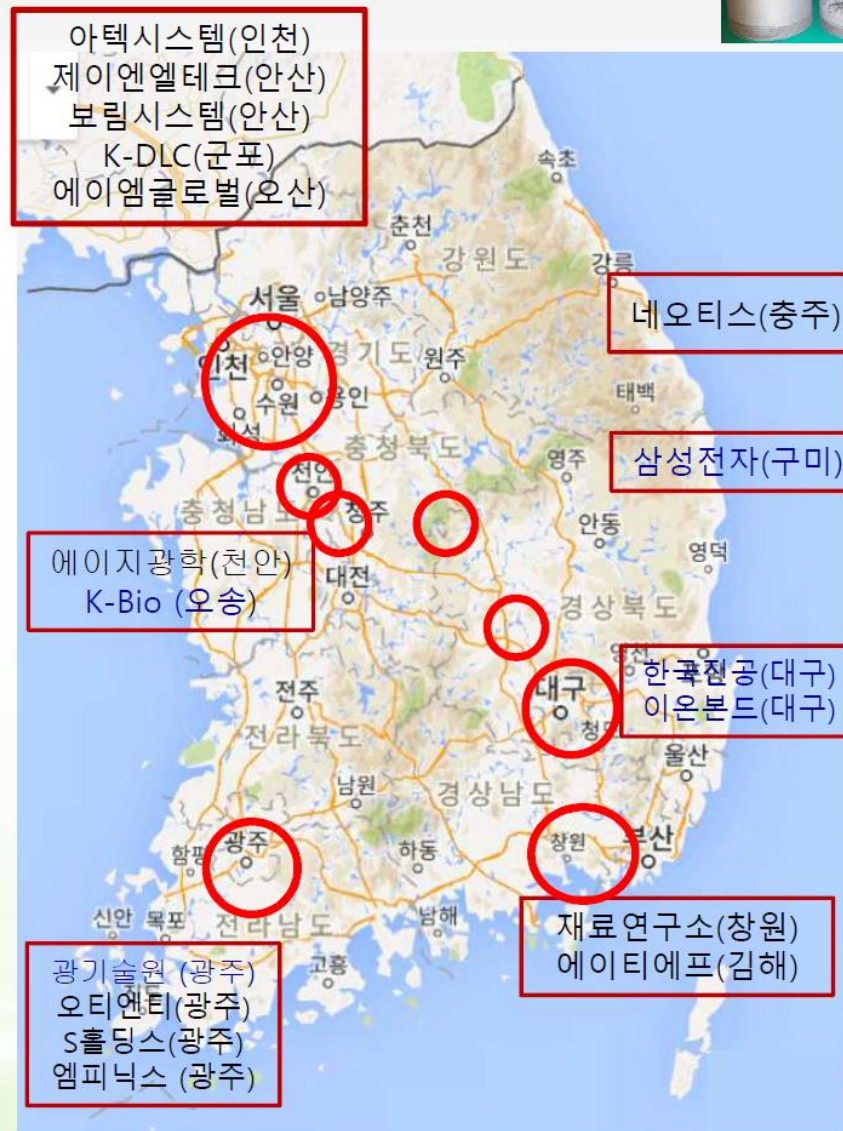 아텍시스템(인천)
제이엔엘테크(안산)
보림시스템(안산)
K-DLC(군포)
에이엠글로벌(오산)
속초
춘천
강원도
강릉
서울
남양주
네오티스(충주)
인천
안양
경기도
원주
수원
용인
태백
화성
충청북도
삼성전자(구미)
영주
천안
충청남도
청주
안동
영덕
에이지광학(천안)
K-Bio (오송)
대전
경상북도
영천
한국진공(대구)
이온본드(대구)
대구
청도
전주
전라북도
울산
남원
경상남도
광주
함평
하동
창원
부산
신안
목포
전라남도
남해
재료연구소(창원)
에이티에프(김해)
고흥
광기술원 (광주)
오티엔티(광주)
S홀딩스(광주)
엠피닉스 (광주)